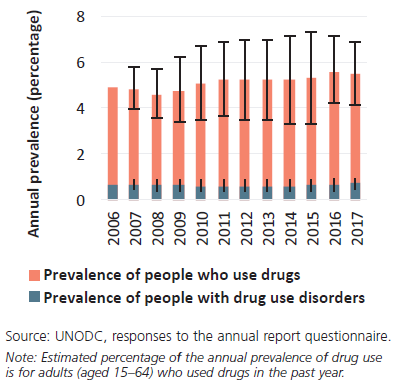 Annual prevalence (percentage)
8
6
4
2
0
2006 2007 2008 2009 2010 2011 2012 2013 2014 2015 2016 2017
Prevalence of people who use drugs
Prevalence of people with drug use disorders
Source: UNODC, responses to the annual report questionnaire.
Note: Estimated percentage of the annual prevalence of drug use
is for adults (aged 15–64) who used drugs in the past year.